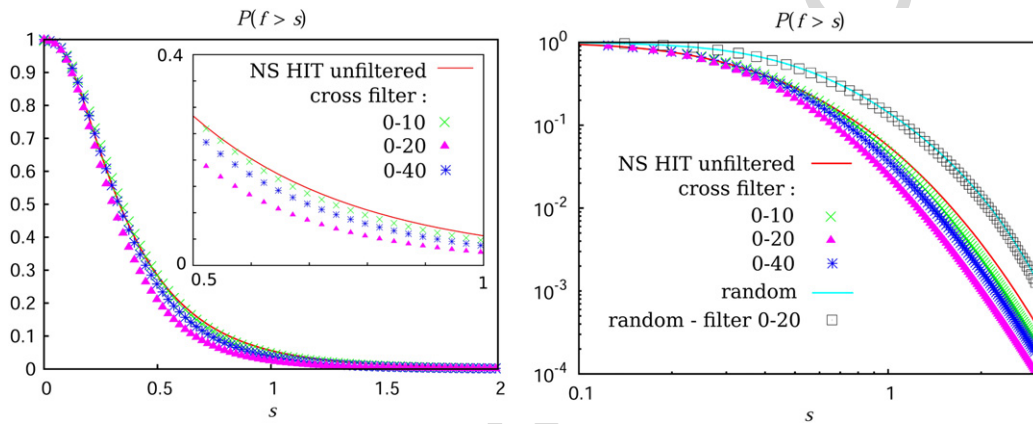 P(f > s)
1
0.9
0.8
0.7
0.6
0.5
0.4
0.3
0.2
0.1
0
0 0.5 1 1.5 2
s
0.4
0
0.5 1
NS HIT unfiltered
cross filter :
0-10
0-20
0-40
P(f > s)
10⁰
10⁻¹
10⁻²
10⁻³
10⁻⁴
0.1 1
s
NS HIT unfiltered
cross filter :
0-10
0-20
0-40
random
random - filter 0-20